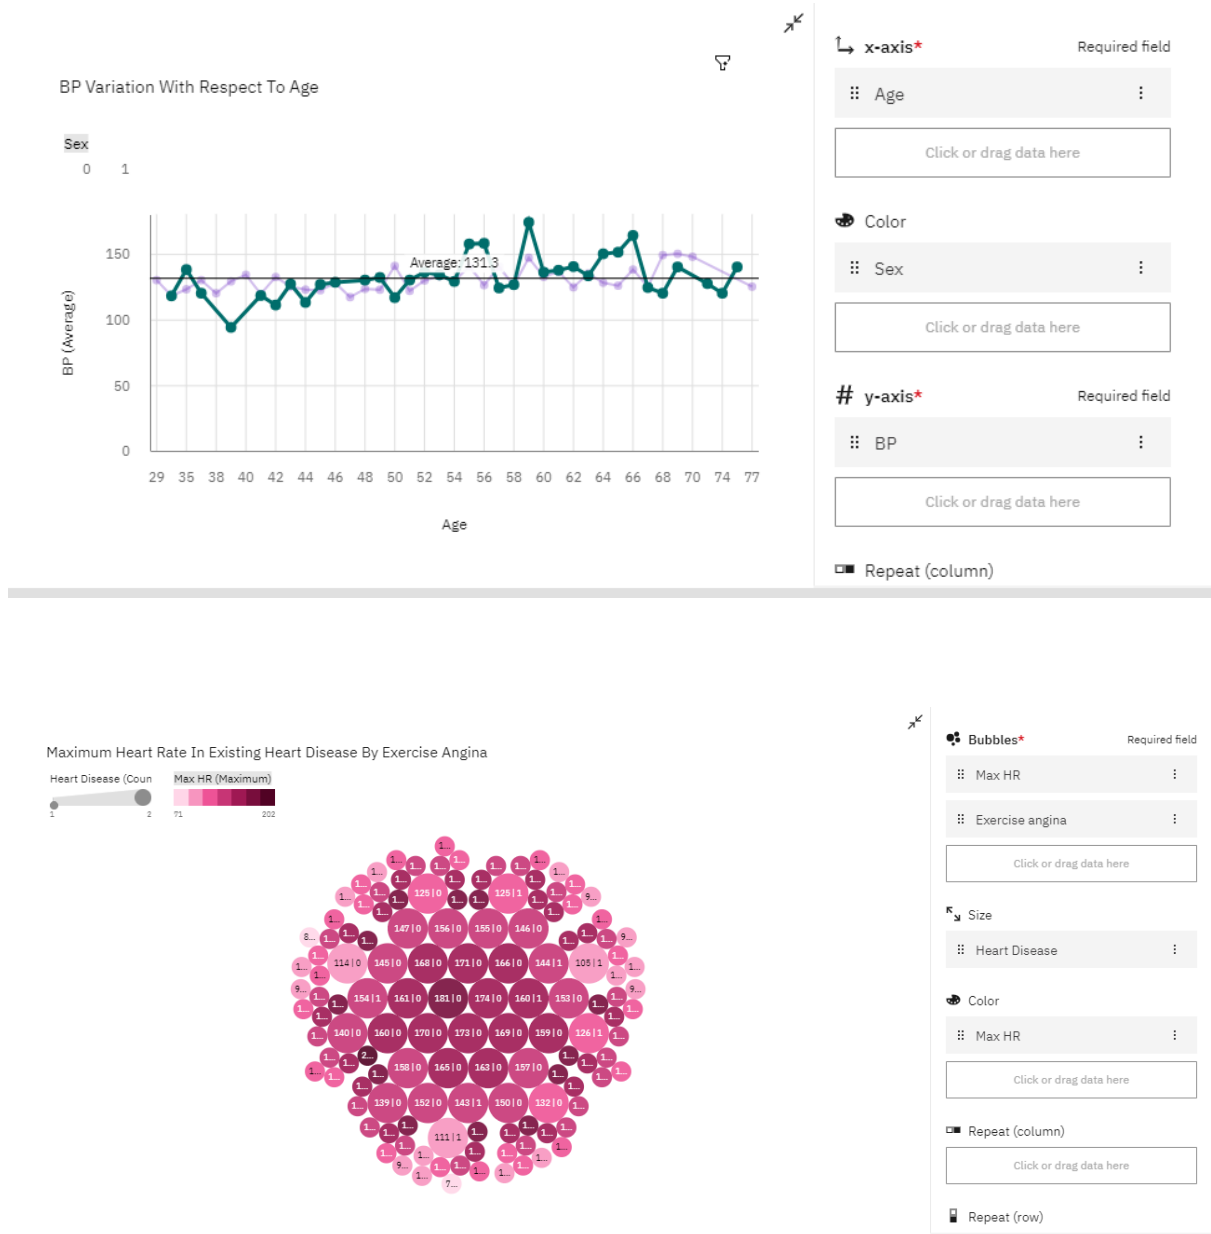 BP Variation With Respect To Age
Sex
0 1
150
100
50
0
BP (Average)
Average: 131.3
29 35 38 40 42 44 46 48 50 52 54 56 58 60 62 64 66 68 70 74 77
Age
x-axis* Required field
Age
Click or drag data here
Color
Sex
Click or drag data here
y-axis* Required field
BP
Click or drag data here
Repeat (column)
Maximum Heart Rate In Existing Heart Disease By Exercise Angina
Heart Disease (Coun Max HR (Maximum)
1 2 71 202
125|0 125|1
147|0 156|0 155|0 146|0
114|0 145|0 168|0 171|0 166|0 144|1 105|1
154|1 161|0 181|0 174|0 160|1 153|0
140|0 160|0 170|0 173|0 169|0 159|0 126|1
158|0 165|0 163|0 157|0
139|0 152|0 143|1 150|0 132|0
111|1
Bubbles* Required field
Max HR
Exercise angina
Click or drag data here
Size
Heart Disease
Color
Max HR
Click or drag data here
Repeat (column)
Click or drag data here
Repeat (row)